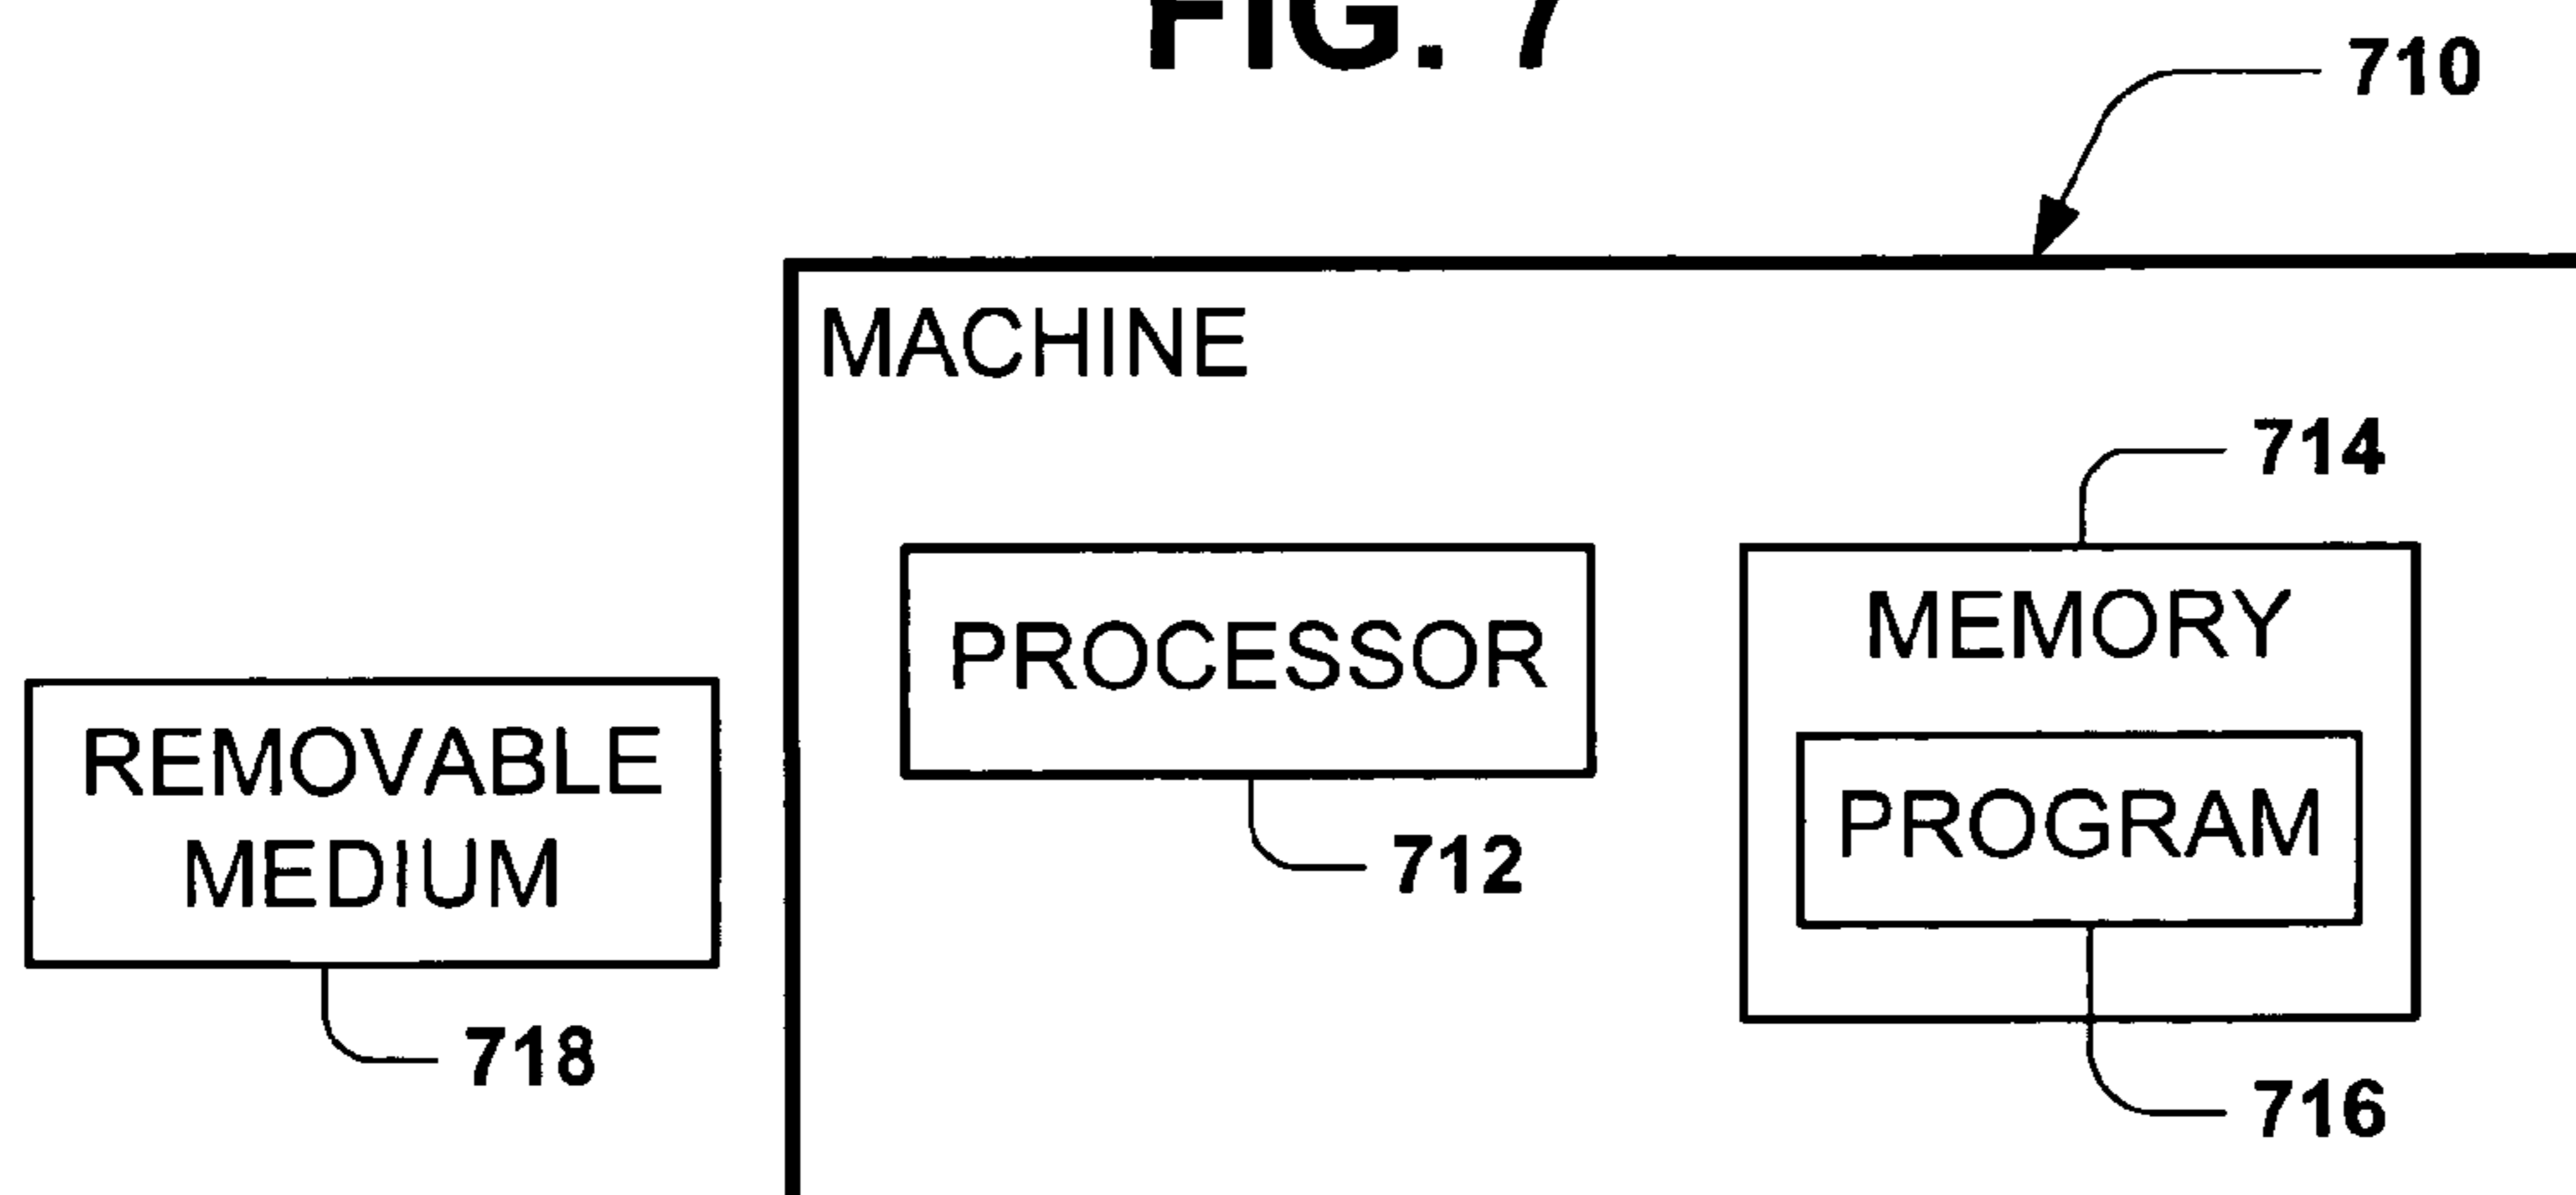 FIG. 7
710
MACHINE
714
PROCESSOR
MEMORY
REMOVABLE
MEDIUM
PROGRAM
712
718
716